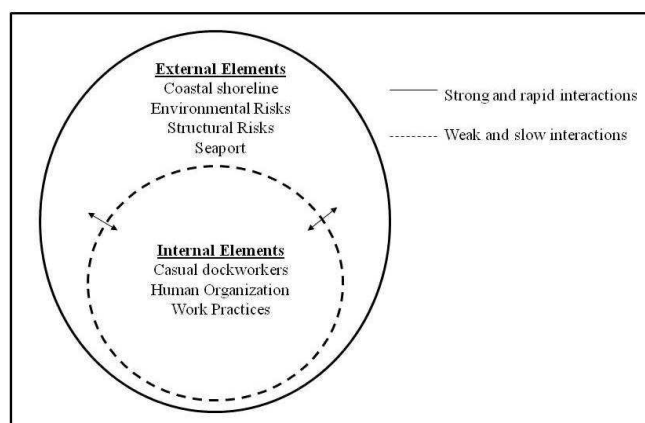 External Elements
Coastal shoreline
Environmental Risks
Structural Risks
Seaport
Strong and rapid interactions
Weak and slow interactions
Internal Elements
Casual dockworkers
Human Organization
Work Practices